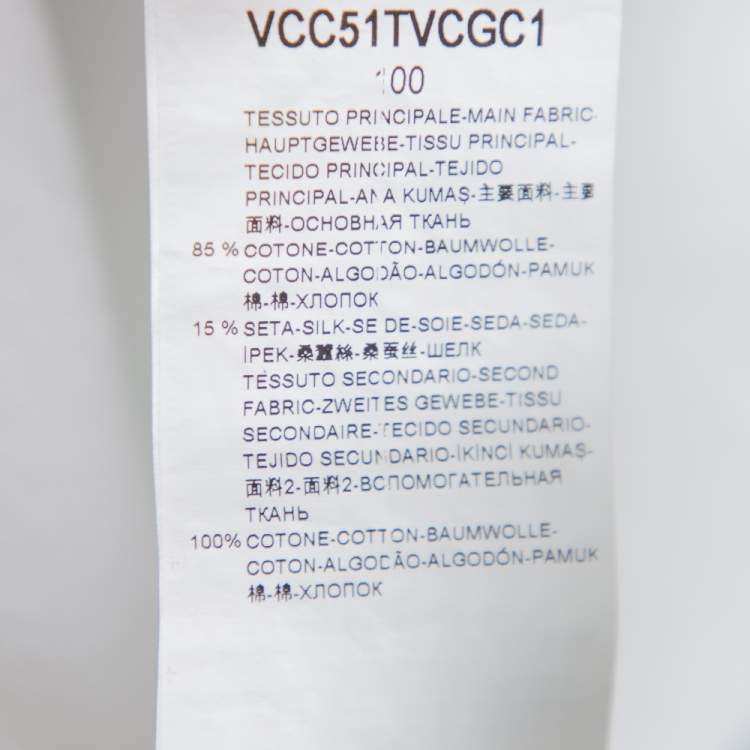 VCC51TVCGC1
100
TESSUTO PRINCIPALE-MAIN FABRIC-
HAUPTGEWEBE-TISSU PRINCIPAL-
TECIDO PRINCIPAL-TEJIDO
PRINCIPAL-ANA KUMAŞ-主要面料-主要
面料-ОСНОВНАЯ ТКАНЬ
85 % COTONE-COTTON-BAUMWOLLE-
COTON-ALGODÃO-ALGODÓN-PAMUK
棉-棉-ХЛОПОК
15 % SETA-SILK-SEIDE-SOIE-SEDA-SEDA-
İPEK-桑蠶絲-桑蚕丝-ШЕЛК
TESSUTO SECONDARIO-SECOND
FABRIC-ZWEITES GEWEBE-TISSU
SECONDAIRE-TECIDO SECUNDARIO-
TEJIDO SECUNDARIO-İKİNCİ KUMAŞ-
面料2-面料2-ВСПОМОГАТЕЛЬНАЯ
ТКАНЬ
100% COTONE-COTTON-BAUMWOLLE-
COTON-ALGODÃO-ALGODÓN-PAMUK
棉-棉-ХЛОПОК